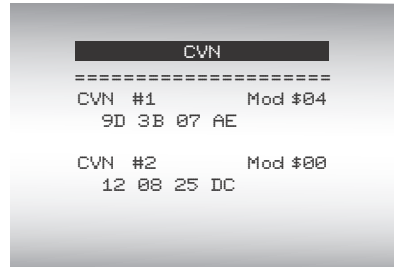 CVN
=====================
CVN #1 Mod $04
9D 3B 07 AE
CVN #2 Mod $00
12 08 25 DC